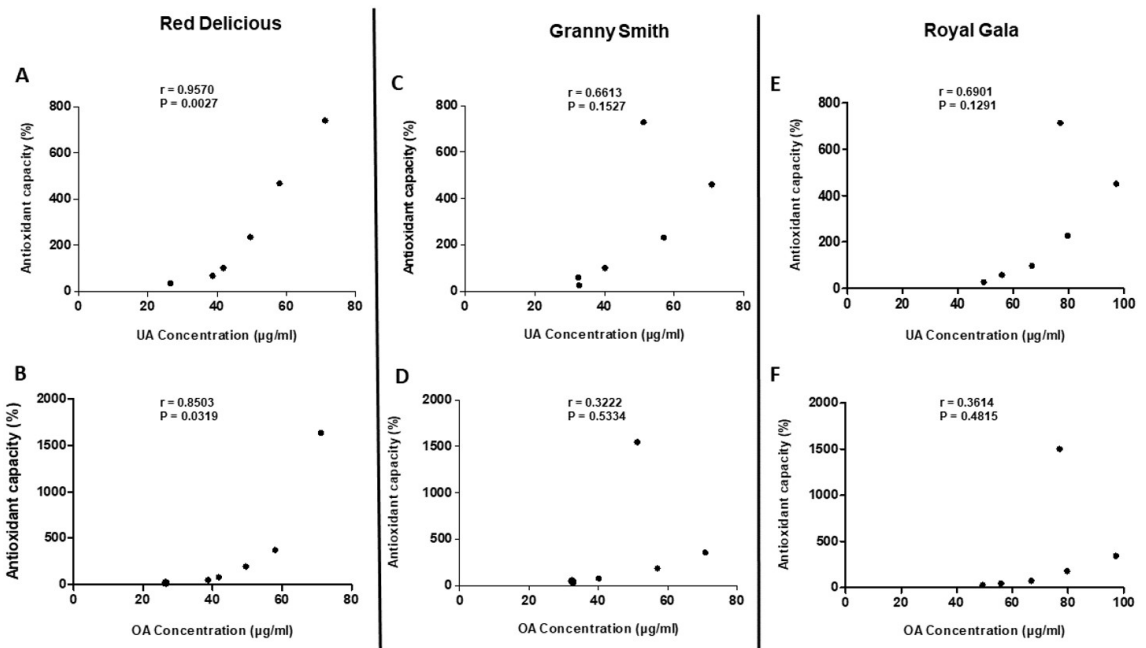 Red Delicious
Granny Smith
Royal Gala
A
r = 0.9570
P = 0.0027
Antioxidant capacity (%)
800
600
400
200
0
0 20 40 60 80
UA Concentration (µg/ml)
C
r = 0.6613
P = 0.1527
Antioxidant capacity (%)
800
600
400
200
0
0 20 40 60 80
UA Concentration (µg/ml)
E
r = 0.6901
P = 0.1291
Antioxidant capacity (%)
800
600
400
200
0
0 20 40 60 80 100
UA Concentration (µg/ml)
B
r = 0.8503
P = 0.0319
Antioxidant capacity (%)
2000
1500
1000
500
0
0 20 40 60 80
OA Concentration (µg/ml)
D
r = 0.3222
P = 0.5334
Antioxidant capacity (%)
2000
1500
1000
500
0
0 20 40 60 80
OA Concentration (µg/ml)
F
r = 0.3614
P = 0.4815
Antioxidant capacity (%)
2000
1500
1000
500
0
0 20 40 60 80 100
OA Concentration (µg/ml)